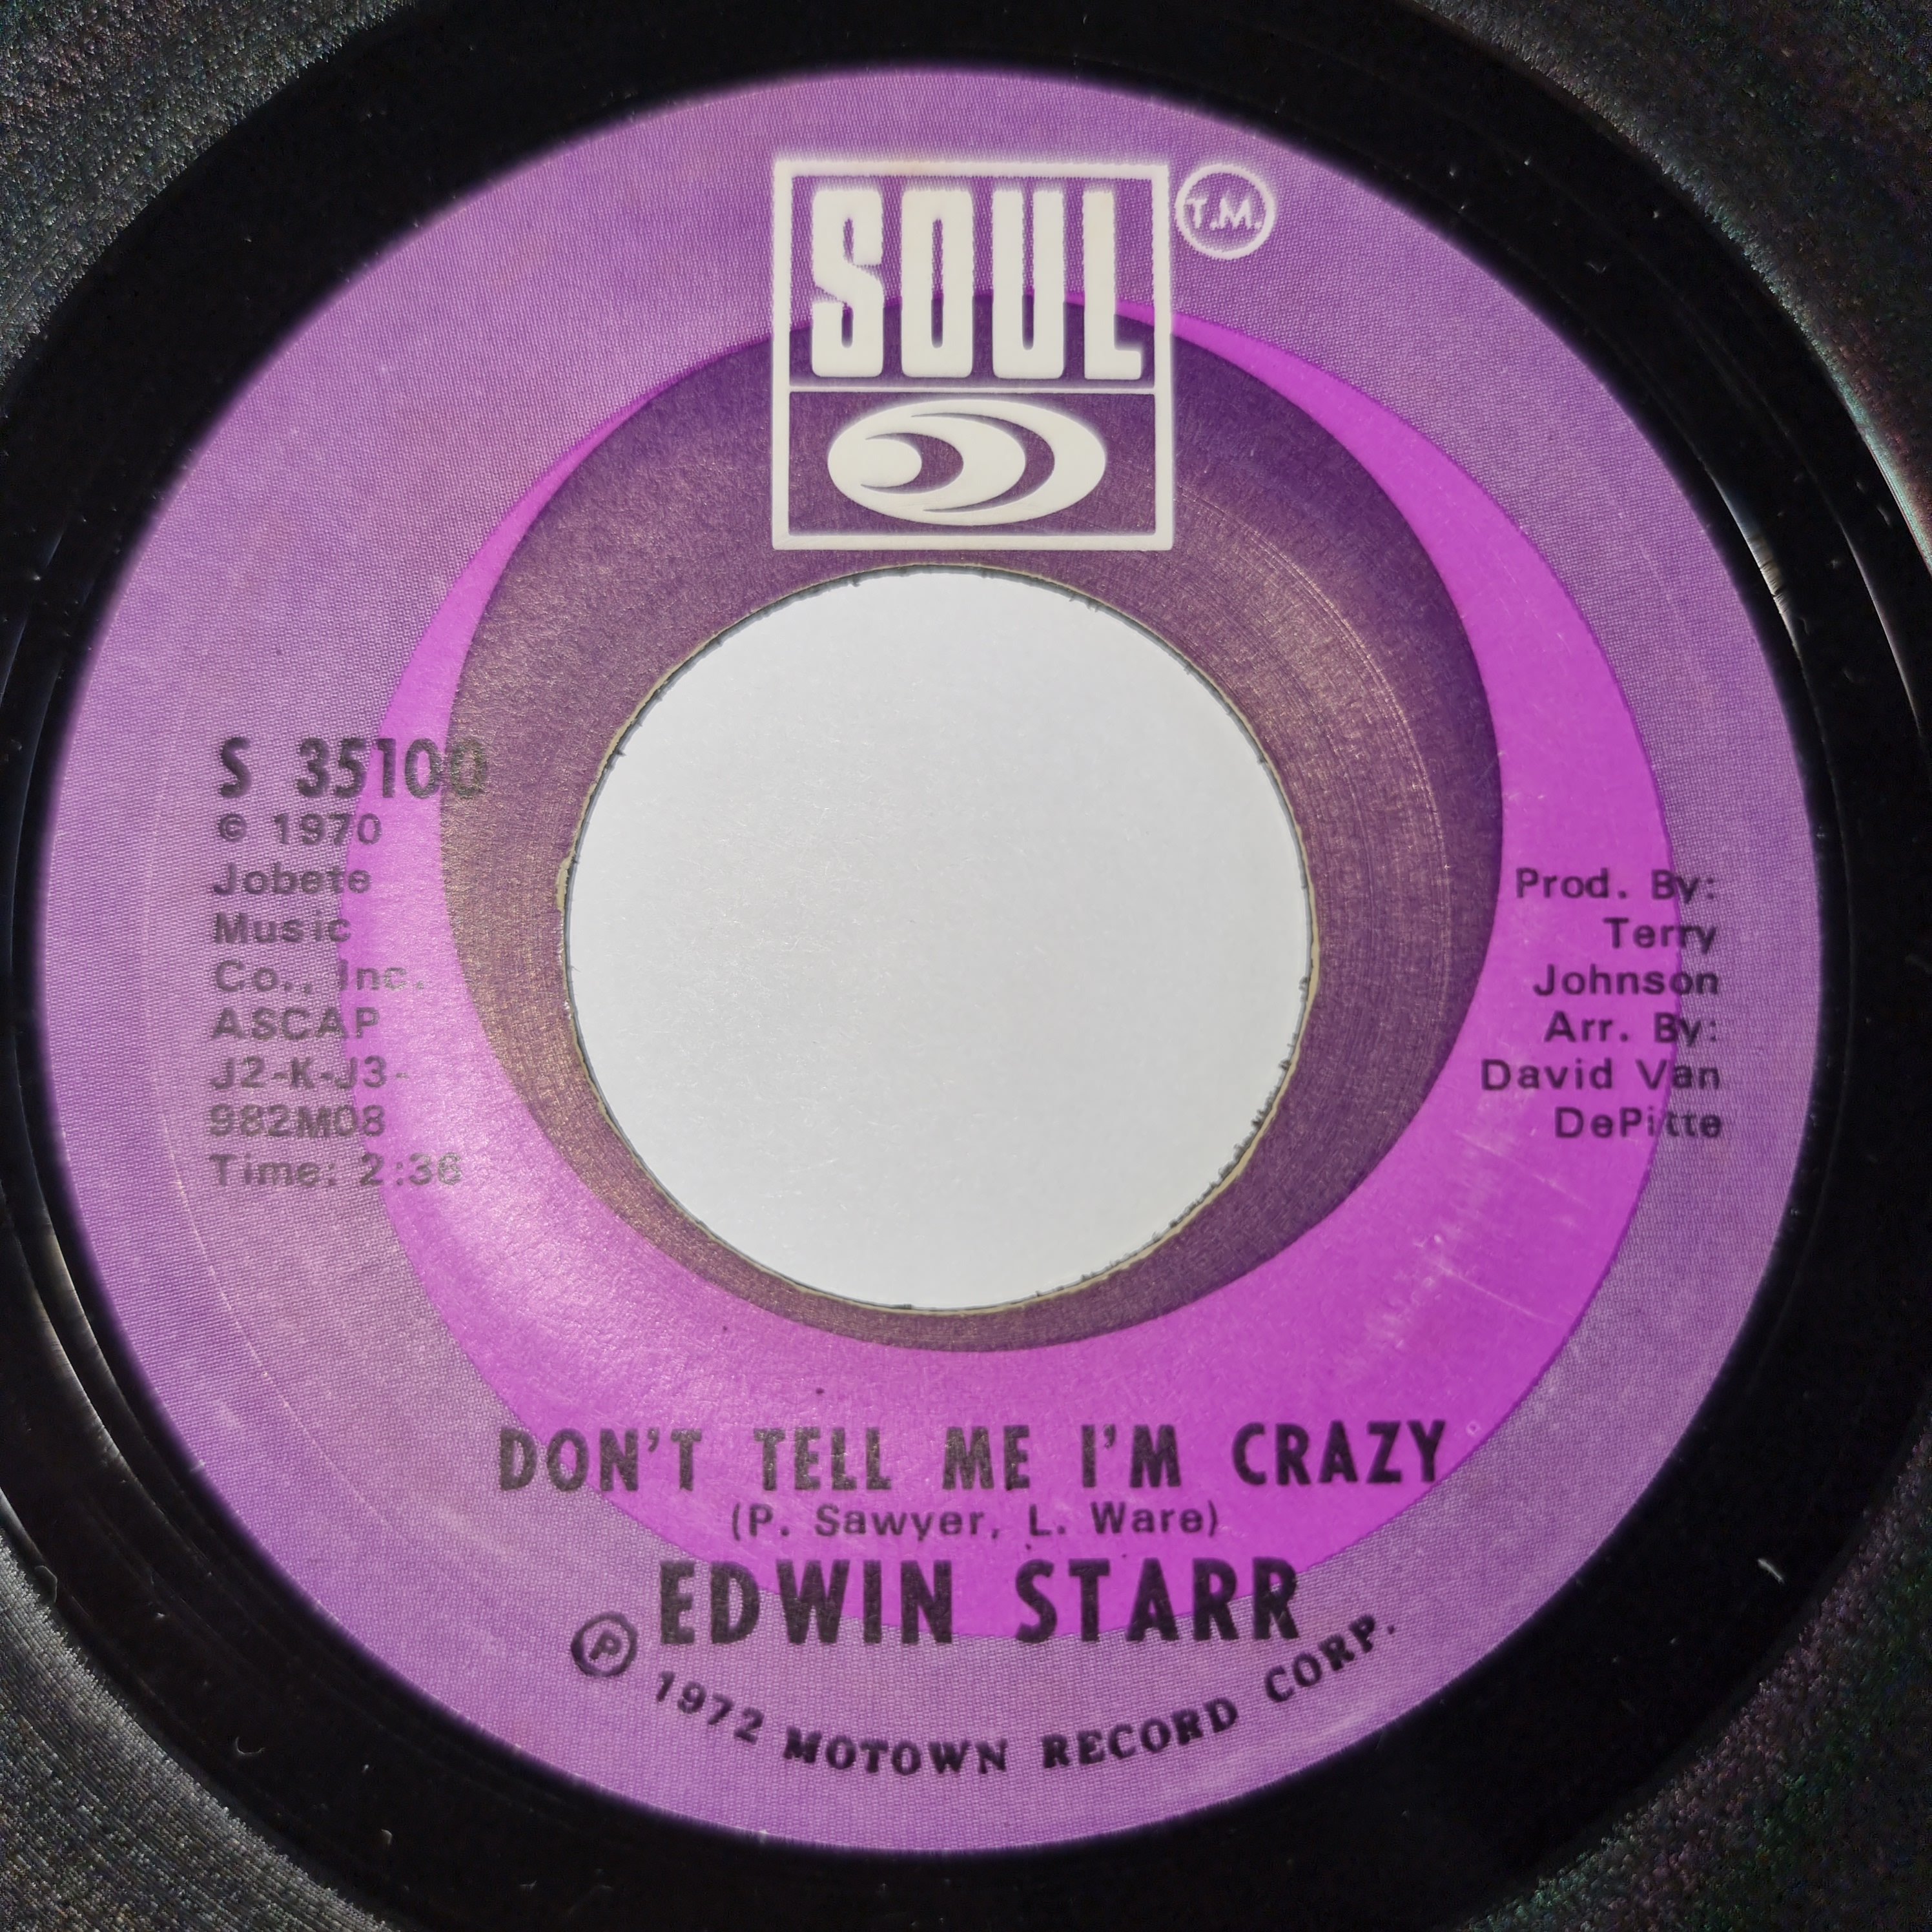 SOUL
T.M.
S 35100
© 1970
Jobete
Music
Co., Inc.
ASCAP
J2-K-J3-
982M08
Time: 2:36
Prod. By:
Terry
Johnson
Arr. By:
David Van
DePitte
DON'T TELL ME I'M CRAZY
(P. Sawyer, L. Ware)
EDWIN STARR
℗ 1972 MOTOWN RECORD CORP.